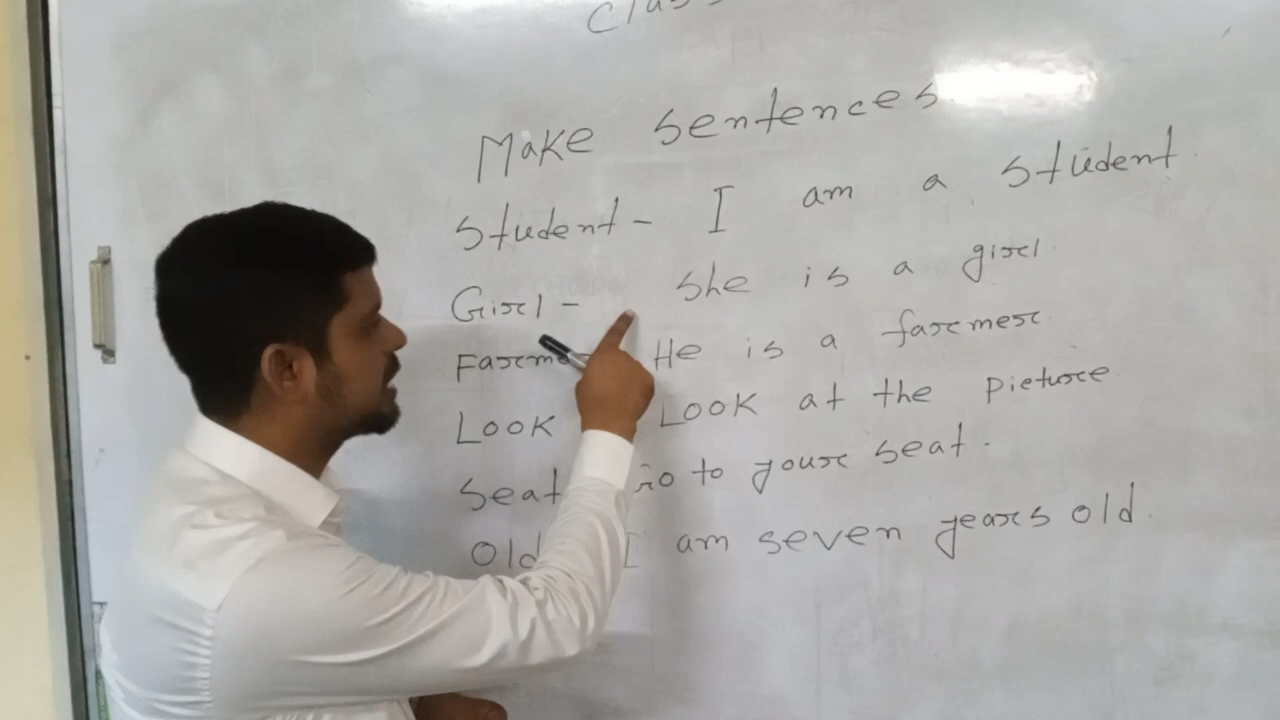 Class
Make sentences
Student - I am a student
Girl - She is a girl
Farmer He is a farmer
Look Look at the picture
Seat Go to your seat.
Old I am seven years old